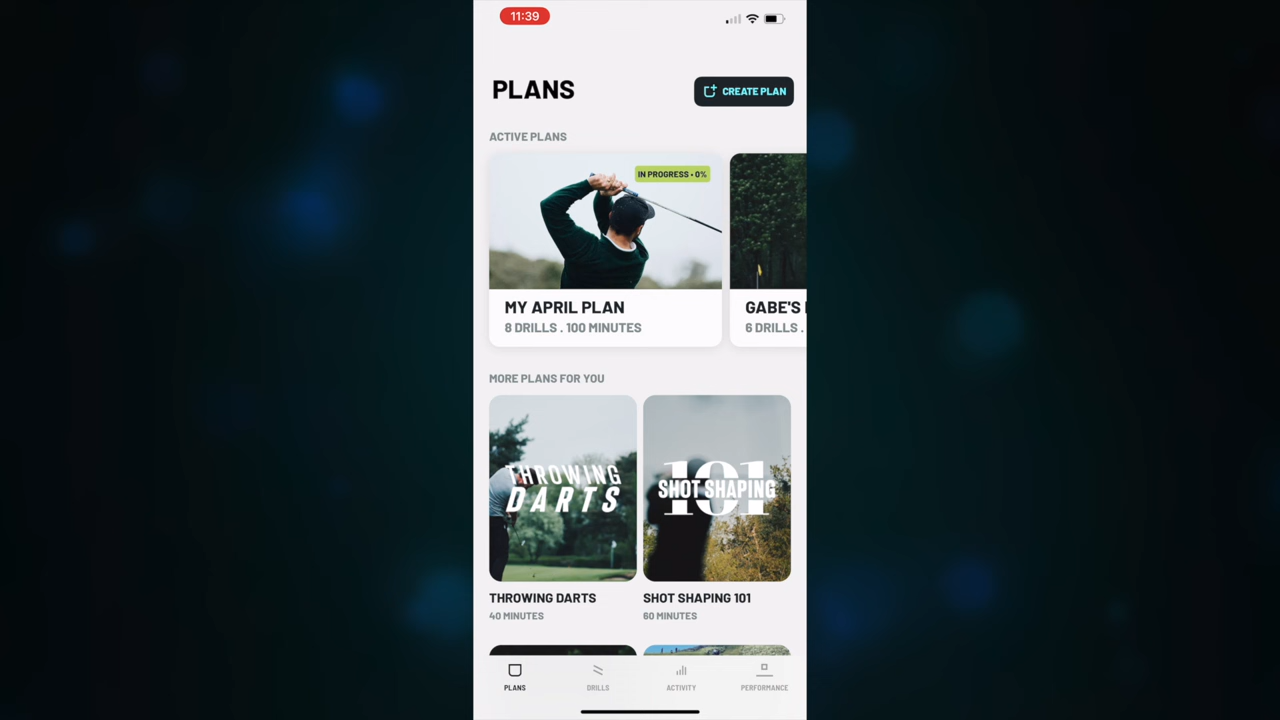 11:39
PLANS
CREATE PLAN
ACTIVE PLANS
IN PROGRESS • 0%
MY APRIL PLAN
8 DRILLS . 100 MINUTES
GABE'S
6 DRILLS .
MORE PLANS FOR YOU
THROWING
DARTS
101
SHOT SHAPING
THROWING DARTS
40 MINUTES
SHOT SHAPING 101
60 MINUTES
PLANS
DRILLS
ACTIVITY
PERFORMANCE